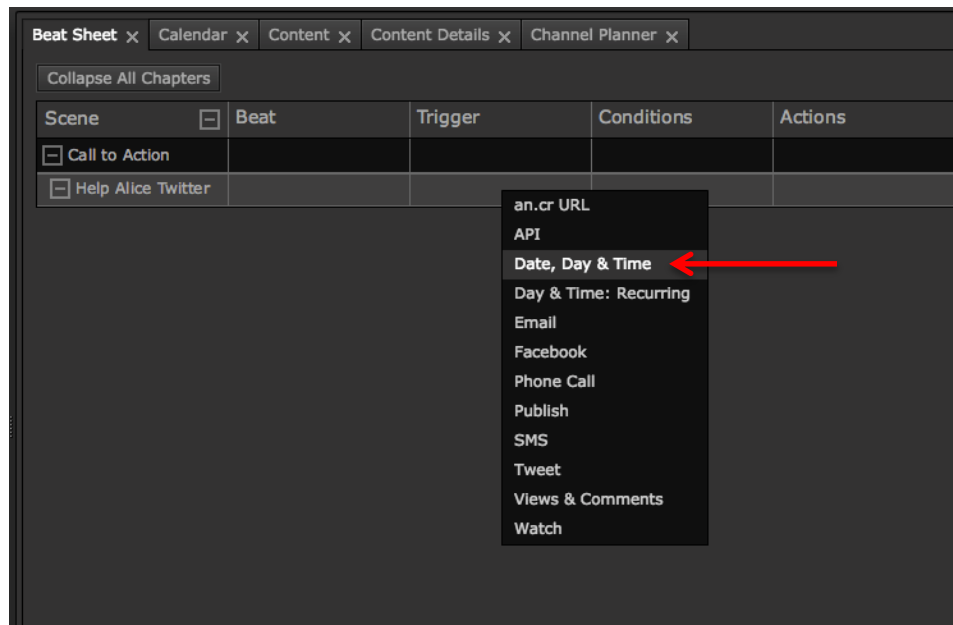 Beat Sheet Calendar Content Content Details Channel Planner
Collapse All Chapters
Scene Beat Trigger Conditions Actions
Call to Action
Help Alice Twitter
an.cr URL
API
Date, Day & Time
Day & Time: Recurring
Email
Facebook
Phone Call
Publish
SMS
Tweet
Views & Comments
Watch